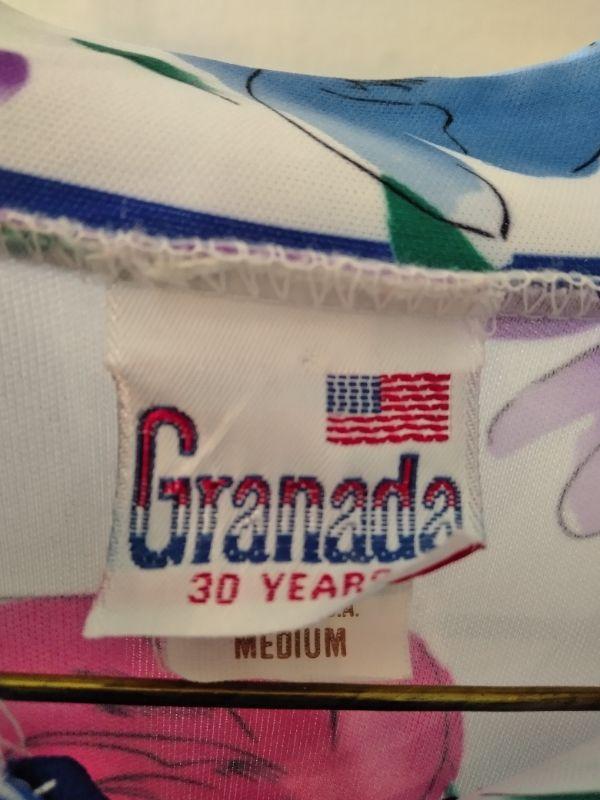 Granada
30 YEARS
.A.
MEDIUM